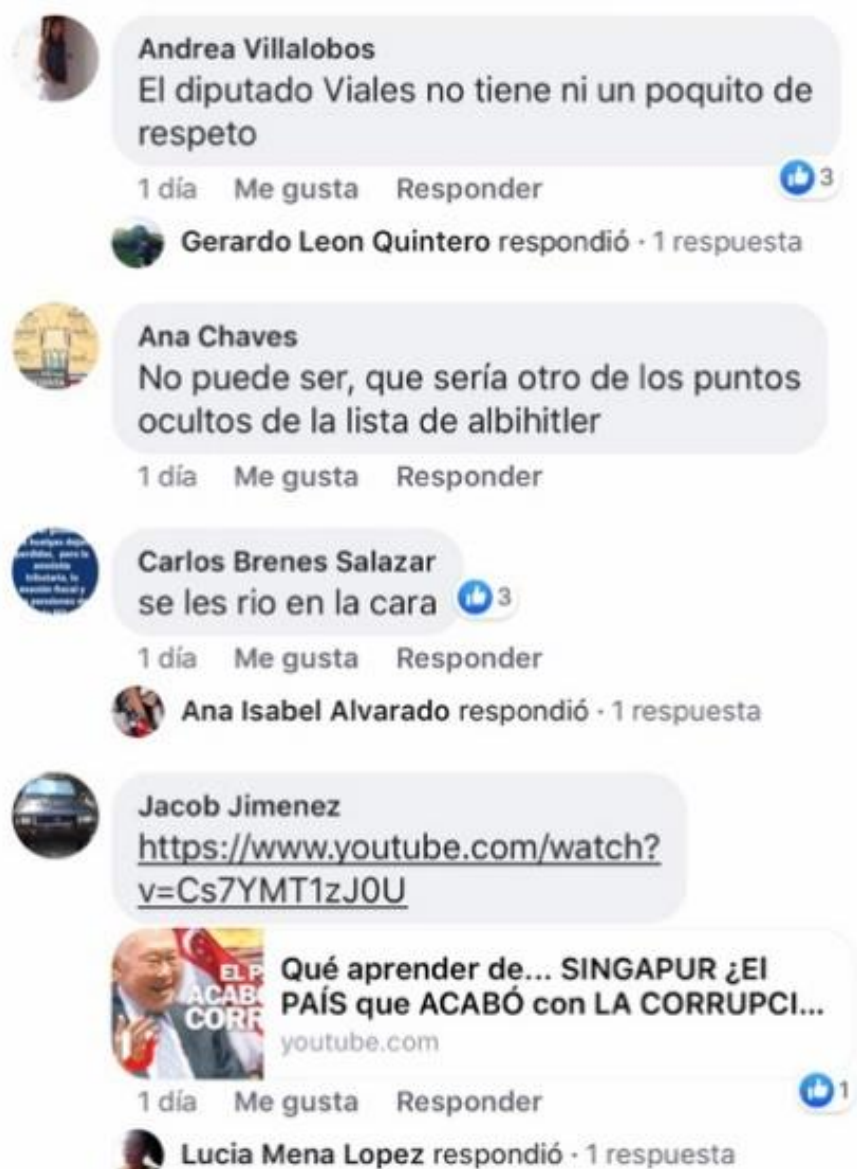 Andrea Villalobos
El diputado Viales no tiene ni un poquito de
respeto
3
1 día Me gusta Responder
Gerardo Leon Quintero respondió · 1 respuesta
Ana Chaves
No puede ser, que sería otro de los puntos
ocultos de la lista de albihitler
1 día Me gusta Responder
Carlos Brenes Salazar
se les rio en la cara 3
1 día Me gusta Responder
Ana Isabel Alvarado respondió · 1 respuesta
Jacob Jimenez
https://www.youtube.com/watch?
v=Cs7YMT1zJ0U
EL P
ACAB
CORR
Qué aprender de... SINGAPUR ¿El
PAÍS que ACABÓ con LA CORRUPCI...
youtube.com
1 día Me gusta Responder
1
Lucia Mena Lopez respondió · 1 respuesta